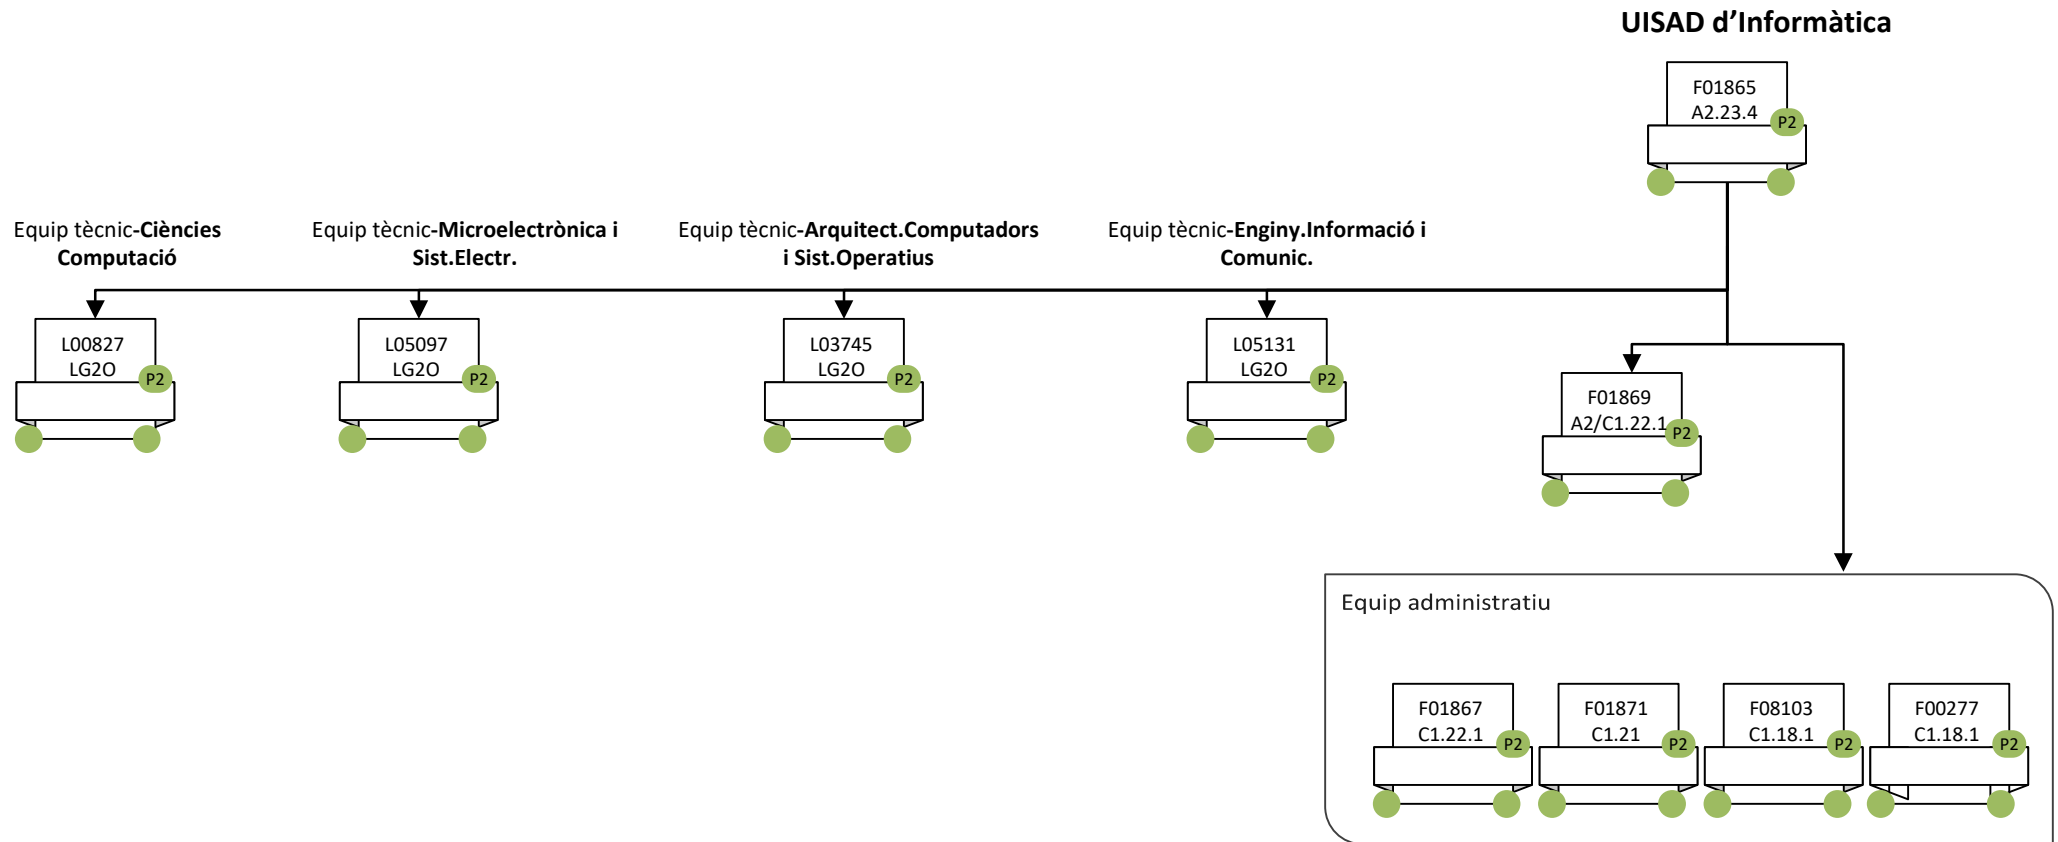 UISAD d’Informàtica
F01865
A2.23.4
P2
Equip tècnic-Ciències
Computació
Equip tècnic-Microelectrònica i
Sist.Electr.
Equip tècnic-Arquitect.Computadors
i Sist.Operatius
Equip tècnic-Enginy.Informació i
Comunic.
L00827
LG2O
P2
L05097
LG2O
P2
L03745
LG2O
P2
L05131
LG2O
P2
F01869
A2/C1.22.1
P2
Equip administratiu
F01867
C1.22.1
P2
F01871
C1.21
P2
F08103
C1.18.1
P2
F00277
C1.18.1
P2